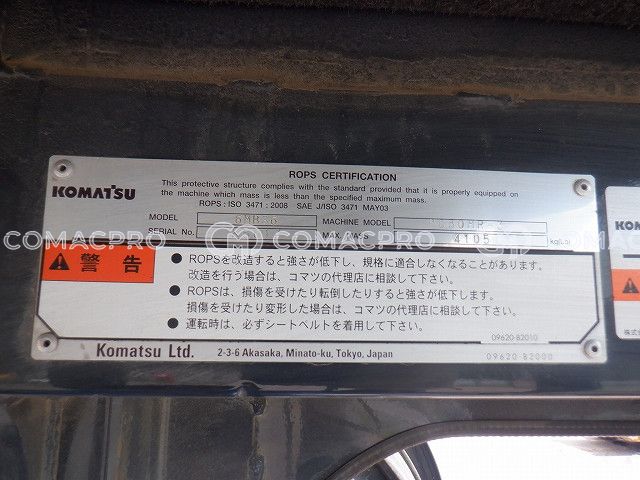 ROPS CERTIFICATION
KOMATSU
This protective structure complies with the standard provided that it is properly equipped on
the machine which mass is less than the specified maximum mass.
ROPS : ISO 3471 : 2008 SAE J/ISO 3471 MAY03
MODEL
MACHINE MODEL
SERIAL No.
MAX. MASS 4105 kg(Lb)
COMACPRO COMACPRO COMACPRO
警告
● ROPSを改造すると強さが低下し、規格に適合しなくなることがあります。
改造を行う場合は、コマツの代理店に相談して下さい。
● ROPSは、損傷を受けたり転倒したりすると強さが低下します。
損傷を受けたり変形した場合は、コマツの代理店に相談して下さい。
● 運転時は、必ずシートベルトを着用して下さい。
09620-82010
Komatsu Ltd. 2-3-6 Akasaka, Minato-ku, Tokyo, Japan 09620-82000
KOM
株式会